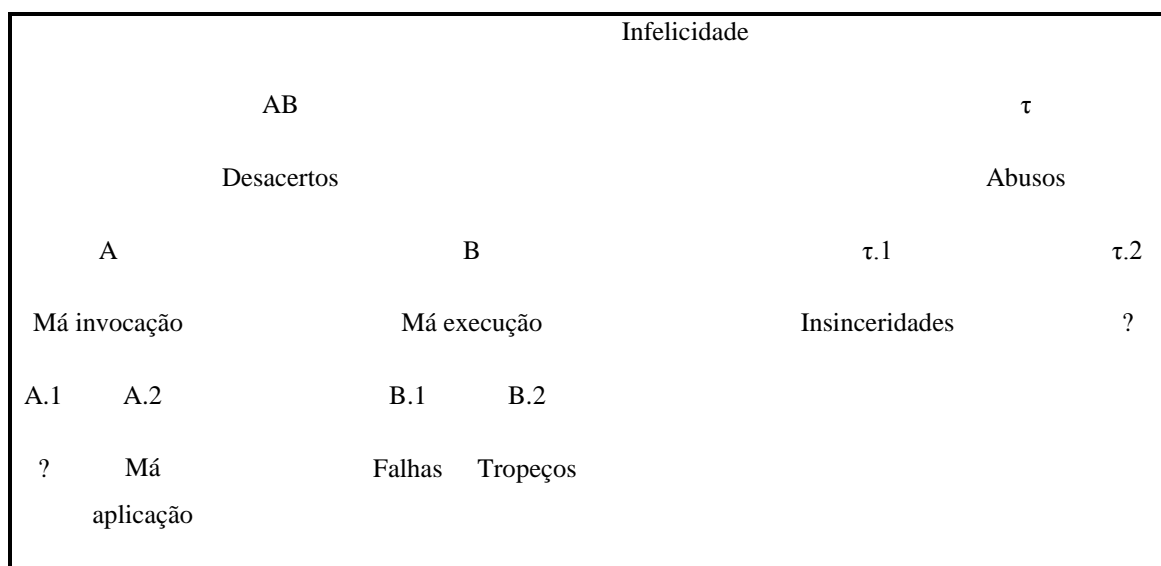 Infelicidade
AB τ
Desacertos Abusos
A B τ.1 τ.2
Má invocação Má execução Insinceridades ?
A.1 A.2 B.1 B.2
? Má Falhas Tropeços
aplicação